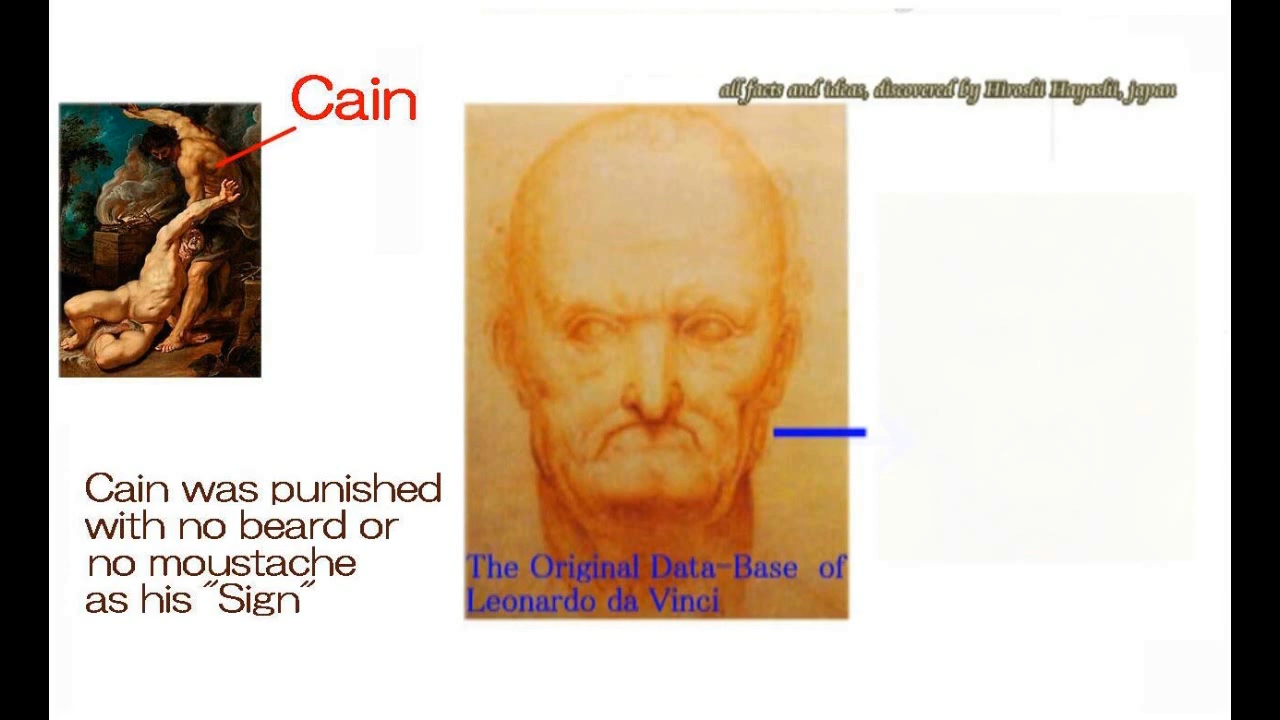 Cain
all facts and ideas, discovered by Hiroshi Hayashi, japan
Cain was punished
with no beard or
no moustache
as his "Sign"
The Original Data-Base of
Leonardo da Vinci